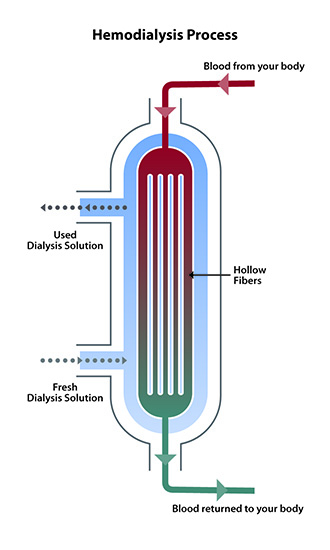 Hemodialysis Process
Blood from your body
Used
Dialysis Solution
Hollow
Fibers
Fresh
Dialysis Solution
Blood returned to your body